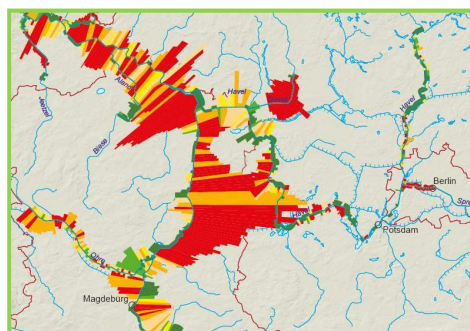 Aland
Havel
Jeetzel
Biese
Havel
Berlin
Havel
Potsdam
Ohre
Magdeburg